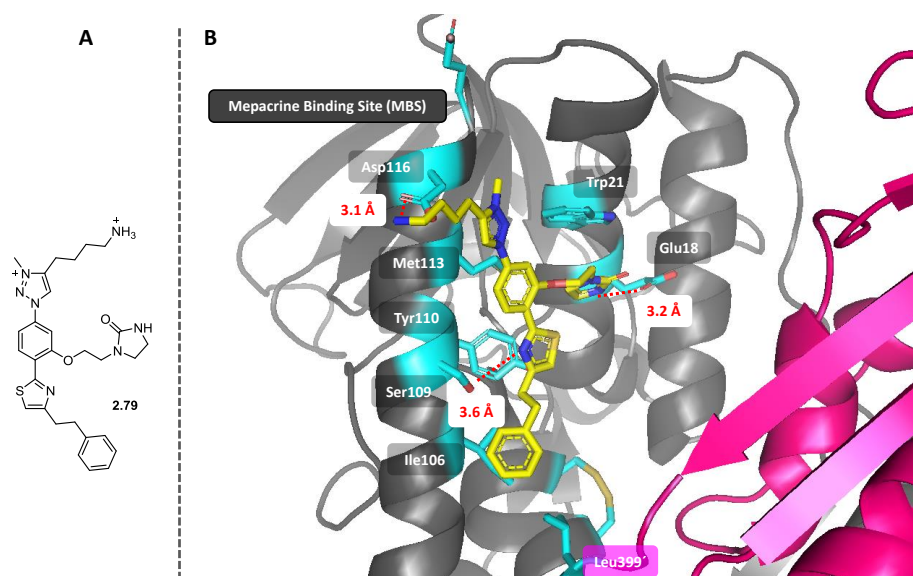 A
B
Mepacrine Binding Site (MBS)
Asp116
Trp21
3.1 Å
Glu18
Met113
3.2 Å
Tyr110
Ser109
3.6 Å
Ile106
Leu399´
+
NH3
N
+
N
N
O
N
NH
O
S
N
2.79